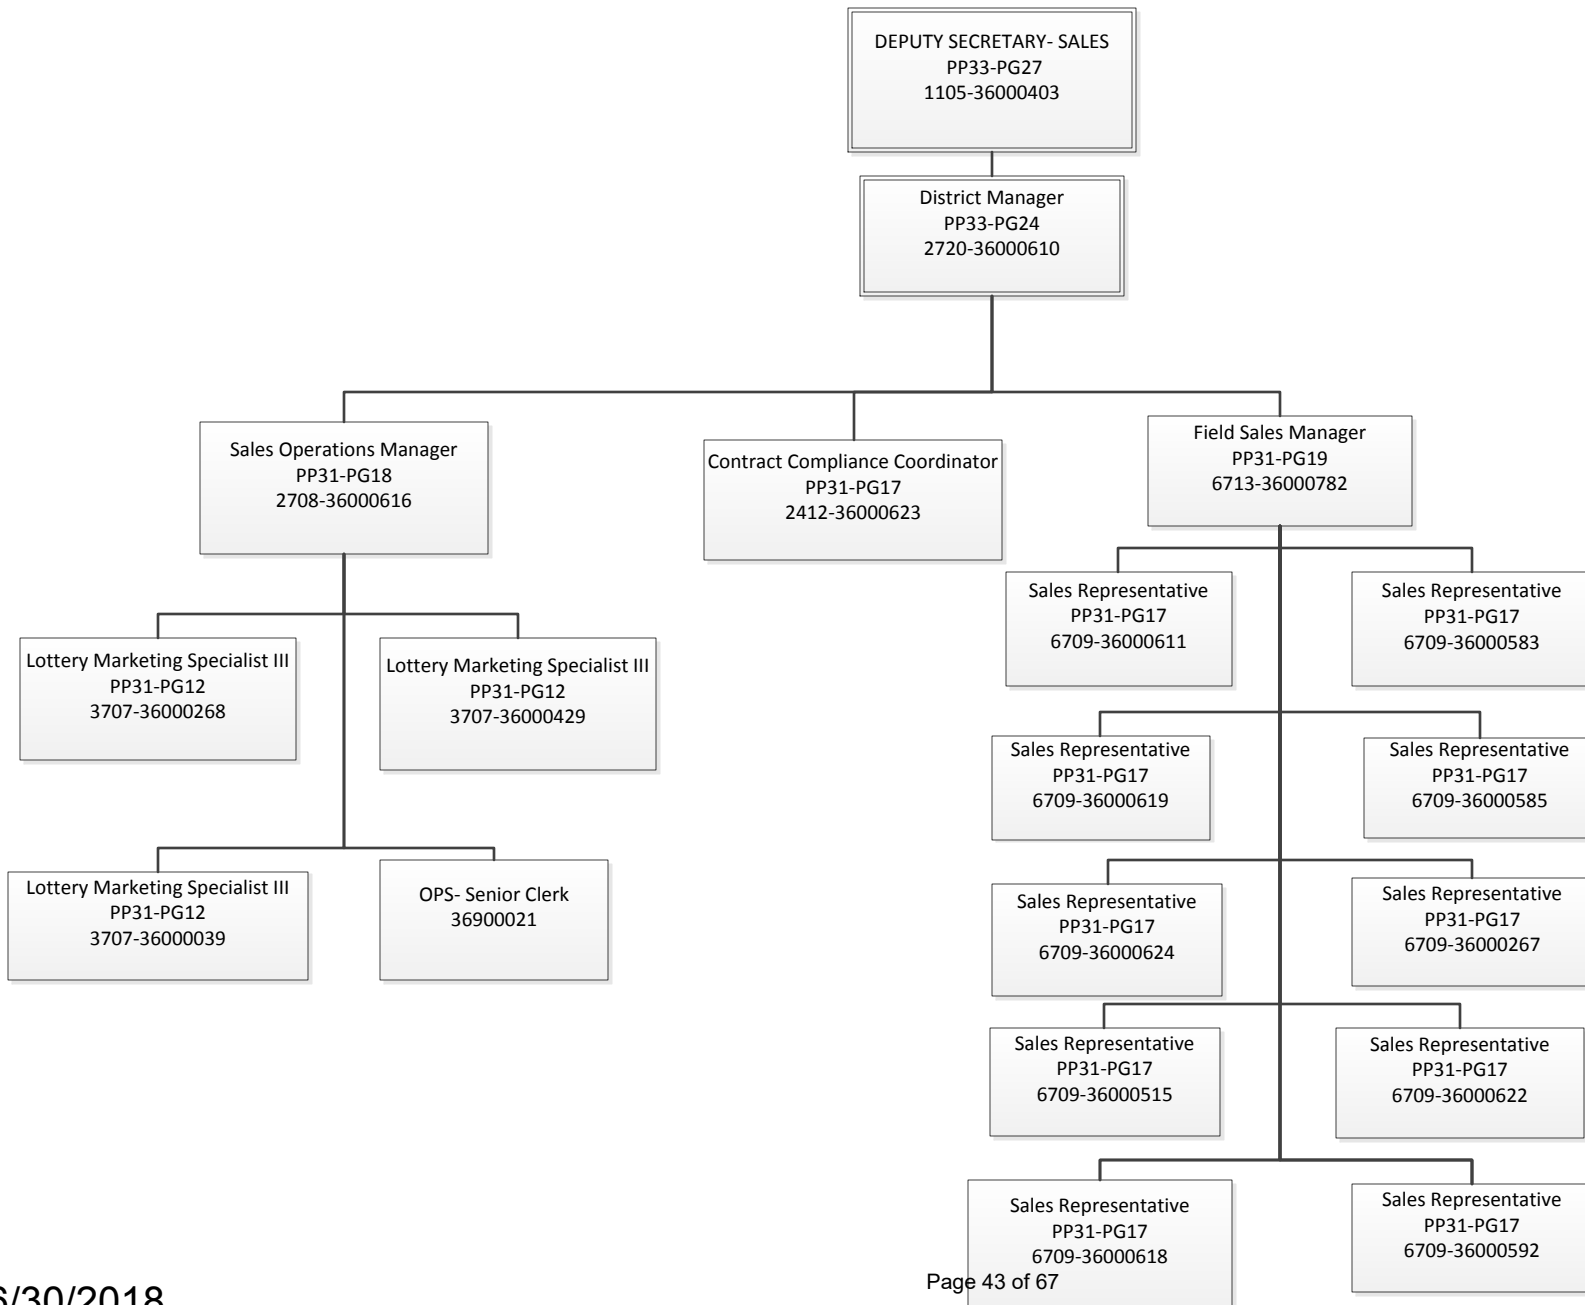 DEPUTY SECRETARY- SALES
PP33-PG27
1105-36000403
District Manager
PP33-PG24
2720-36000610
Sales Operations Manager
PP31-PG18
2708-36000616
Contract Compliance Coordinator
PP31-PG17
2412-36000623
Field Sales Manager
PP31-PG19
6713-36000782
Lottery Marketing Specialist III
PP31-PG12
3707-36000268
Lottery Marketing Specialist III
PP31-PG12
3707-36000429
Lottery Marketing Specialist III
PP31-PG12
3707-36000039
OPS- Senior Clerk
36900021
Sales Representative
PP31-PG17
6709-36000611
Sales Representative
PP31-PG17
6709-36000583
Sales Representative
PP31-PG17
6709-36000619
Sales Representative
PP31-PG17
6709-36000585
Sales Representative
PP31-PG17
6709-36000624
Sales Representative
PP31-PG17
6709-36000267
Sales Representative
PP31-PG17
6709-36000515
Sales Representative
PP31-PG17
6709-36000622
Sales Representative
PP31-PG17
6709-36000618
Sales Representative
PP31-PG17
6709-36000592
Page 43 of 67
6/30/2018